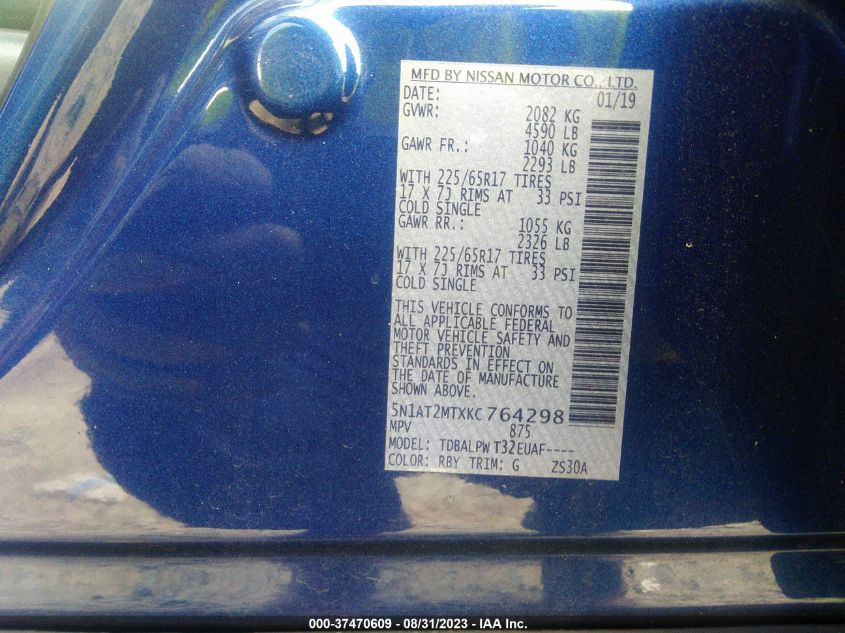 MFD BY NISSAN MOTOR CO., LTD.
DATE: 01/19
GVWR: 2082 KG
4590 LB
GAWR FR.: 1040 KG
2293 LB
WITH 225/65R17 TIRES
17 X 7J RIMS AT 33 PSI
COLD SINGLE
GAWR RR.: 1055 KG
2326 LB
WITH 225/65R17 TIRES
17 X 7J RIMS AT 33 PSI
COLD SINGLE
THIS VEHICLE CONFORMS TO
ALL APPLICABLE FEDERAL
MOTOR VEHICLE SAFETY AND
THEFT PREVENTION
STANDARDS IN EFFECT ON
THE DATE OF MANUFACTURE
SHOWN ABOVE.
5N1AT2MTXKC764298
MPV 875
MODEL: TDBALPW T32EUAF----
COLOR: RBY TRIM: G ZS30A
000-37470609 - 08/31/2023 - IAA Inc.